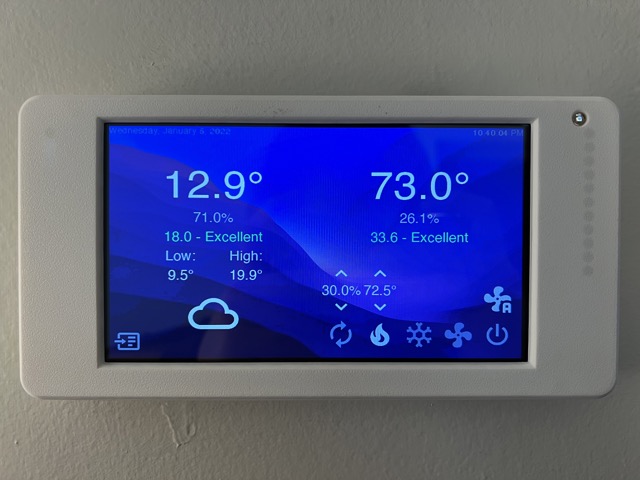 Wednesday, January 5, 2022
10:40:04 PM
12.9°
73.0°
71.0%
26.1%
18.0 - Excellent
33.6 - Excellent
Low: High:
9.5° 19.9°
30.0% 72.5°
A